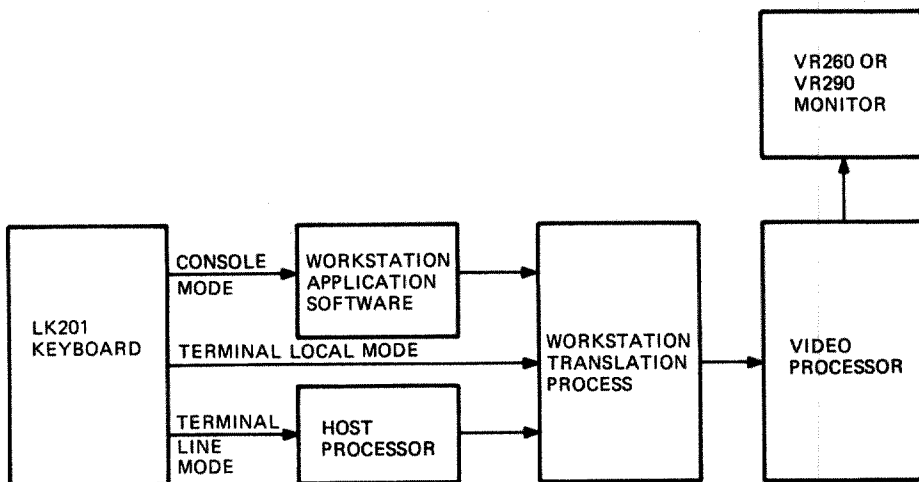 VR260 OR
VR290
MONITOR
LK201
KEYBOARD
CONSOLE
MODE
WORKSTATION
APPLICATION
SOFTWARE
TERMINAL LOCAL MODE
TERMINAL
LINE
MODE
HOST
PROCESSOR
WORKSTATION
TRANSLATION
PROCESS
VIDEO
PROCESSOR